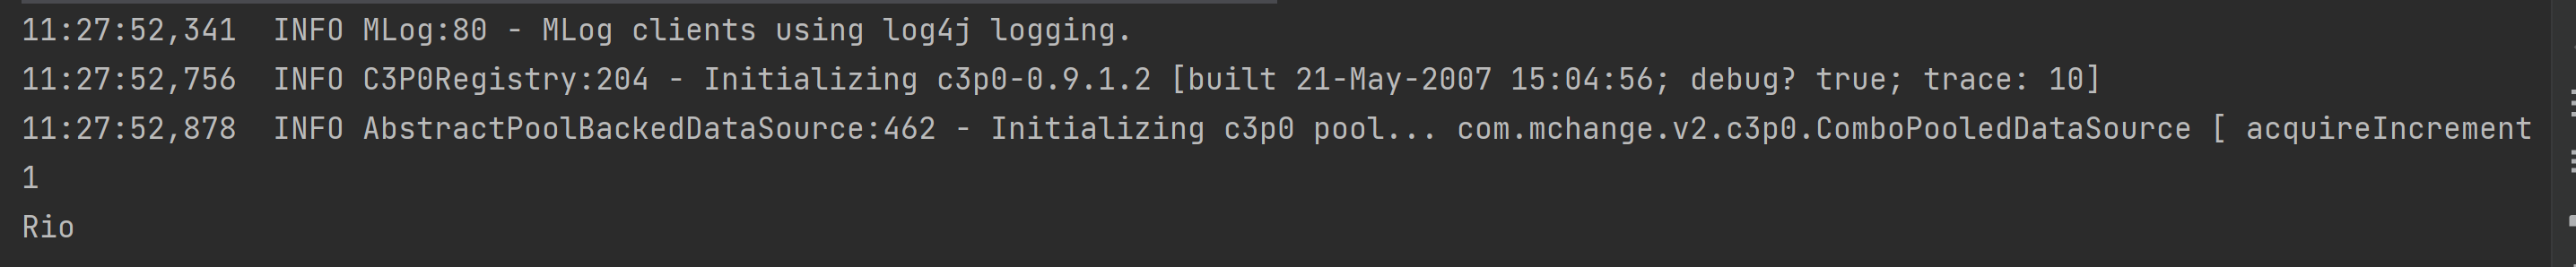 11:27:52,341  INFO MLog:80 - MLog clients using log4j logging.
11:27:52,756  INFO C3P0Registry:204 - Initializing c3p0-0.9.1.2 [built 21-May-2007 15:04:56; debug? true; trace: 10]
11:27:52,878  INFO AbstractPoolBackedDataSource:462 - Initializing c3p0 pool... com.mchange.v2.c3p0.ComboPooledDataSource [ acquireIncrement
1
Rio